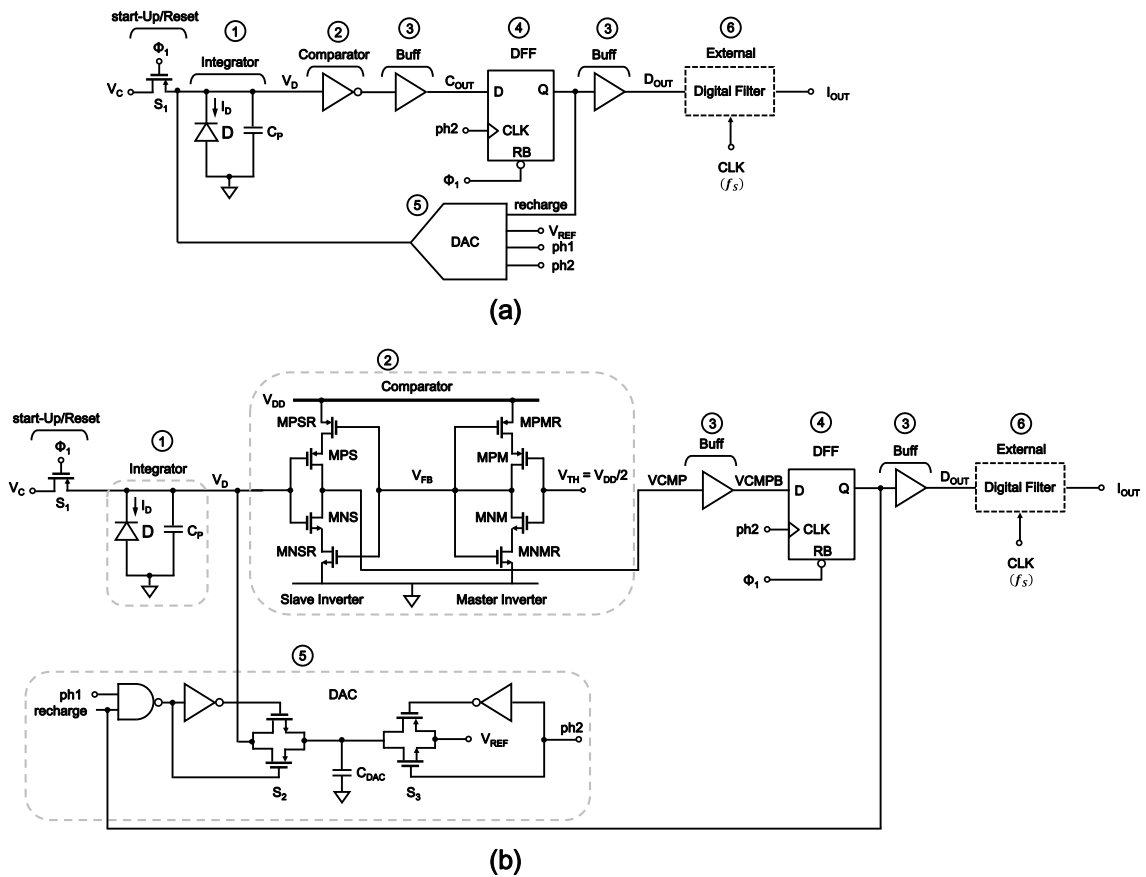 start-Up/Reset
Φ1
VC
S1
①
Integrator
ID
D
CP
VD
②
Comparator
③
Buff
COUT
④
DFF
D
Q
ph2
CLK
RB
Φ1
③
Buff
DOUT
⑥
External
Digital Filter
IOUT
CLK
(fS)
⑤
DAC
recharge
VREF
ph1
ph2
(a)
②
Comparator
VDD
MPSR
MPMR
MPS
MPM
VFB
VTH = VDD/2
MNS
MNM
MNSR
MNMR
Slave Inverter
Master Inverter
start-Up/Reset
Φ1
VC
S1
①
Integrator
ID
D
CP
VD
VCMP
③
Buff
VCMPB
④
DFF
D
Q
ph2
CLK
RB
Φ1
③
Buff
DOUT
⑥
External
Digital Filter
IOUT
CLK
(fS)
⑤
DAC
ph1
recharge
S2
CDAC
S3
VREF
ph2
(b)